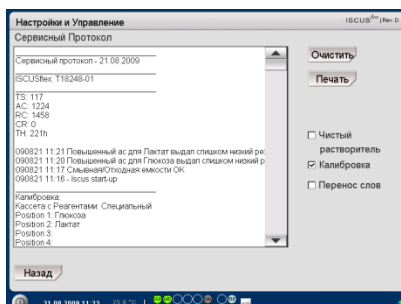 Настройки и Управление
ISCUSflex | Rev. D
Сервисный Протокол
Сервисный протокол - 21.08.2009
ISCUSflex: T18248-01
TS: 117
AC: 1224
RC: 1458
CR: 0
TH: 221h
090821 11:21 Повышенный ас для Лактат выдал слишком низкий ре
090821 11:20 Повышенный ас для Глюкоза выдал слишком низкий р
090821 11:17 Смывная/Отходная емкости OK
090821 11:16 - Iscus start-up
Калибровка:
Кассета с Реагентами: Специальный
Position 1: Глюкоза
Position 2: Лактат
Position 3:
Position 4:
Очистить
Печать
Чистый
растворитель
Калибровка
Перенос слов
Назад
21.08.2009 11:23 25.8 °C